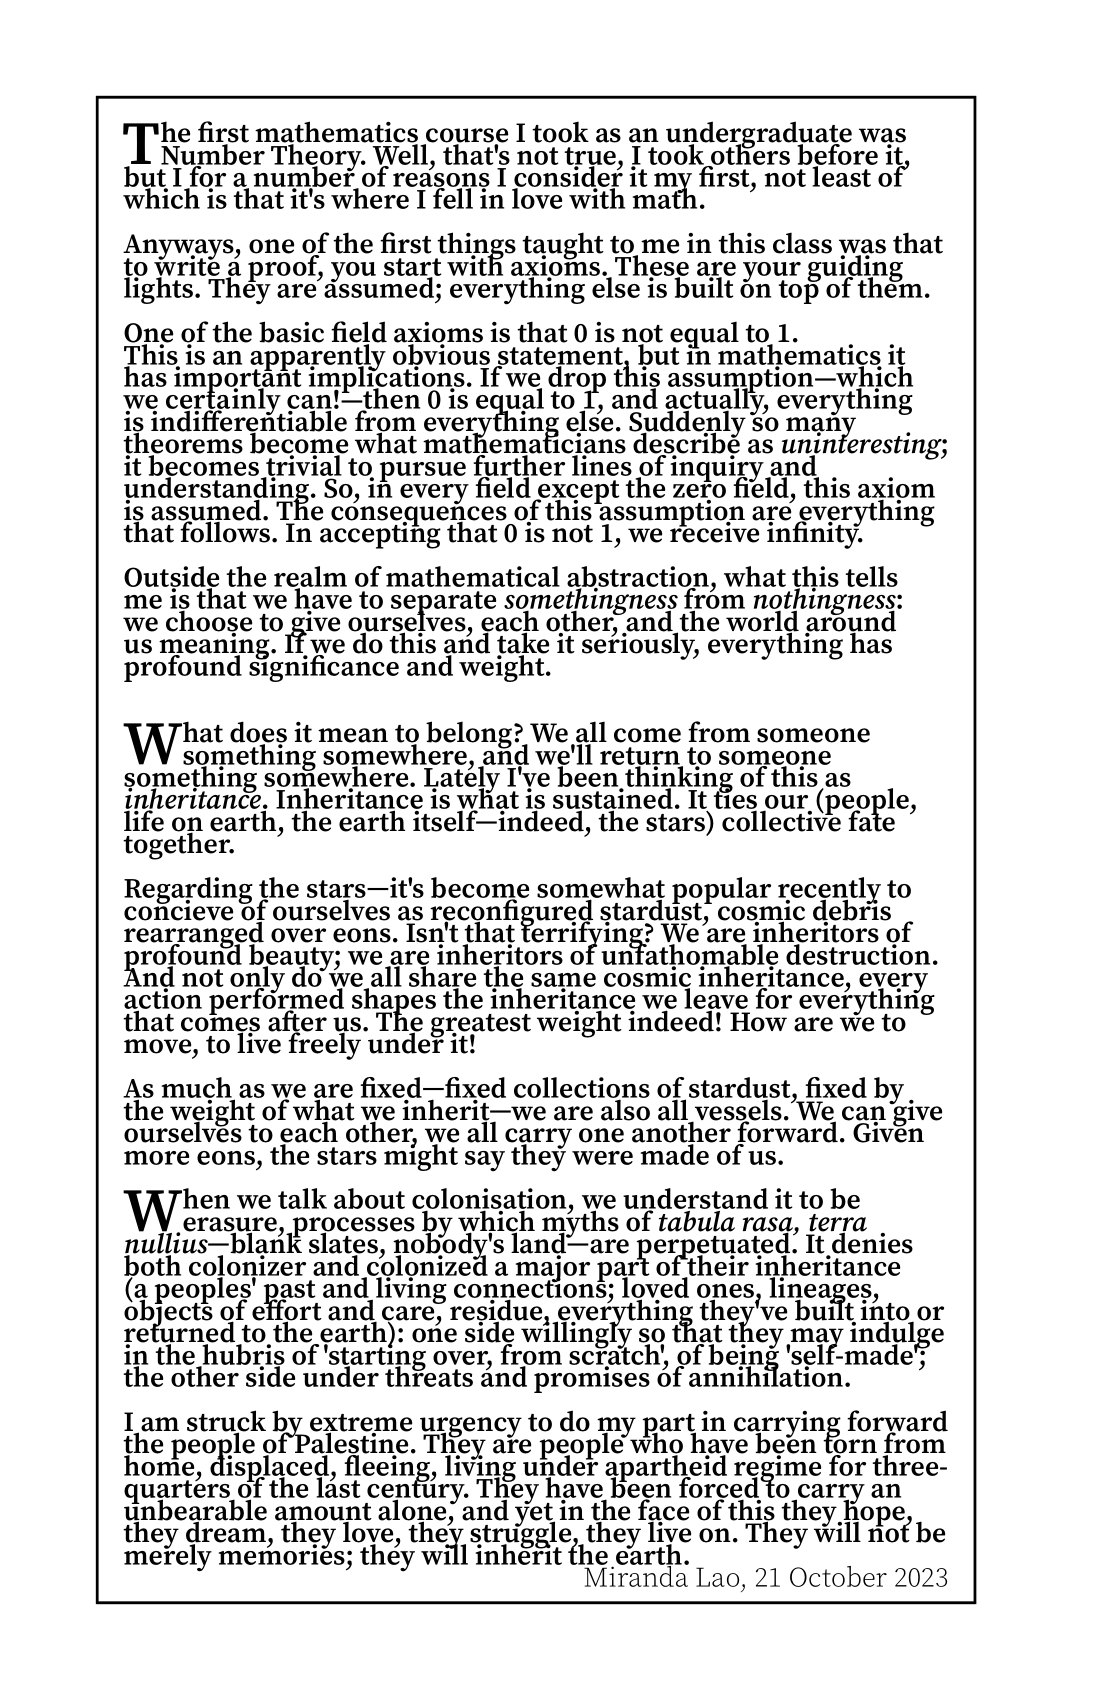 The first mathematics course I took as an undergraduate was
Number Theory. Well, that's not true, I took others before it,
but I for a number of reasons I consider it my first, not least of
which is that it's where I fell in love with math.
Anyways, one of the first things taught to me in this class was that
to write a proof, you start with axioms. These are your guiding
lights. They are assumed; everything else is built on top of them.
One of the basic field axioms is that 0 is not equal to 1.
This is an apparently obvious statement, but in mathematics it
has important implications. If we drop this assumption—which
we certainly can!—then 0 is equal to 1, and actually, everything
is indifferentiable from everything else. Suddenly so many
theorems become what mathematicians describe as uninteresting;
it becomes trivial to pursue further lines of inquiry and
understanding. So, in every field except the zero field, this axiom
is assumed. The consequences of this assumption are everything
that follows. In accepting that 0 is not 1, we receive infinity.
Outside the realm of mathematical abstraction, what this tells
me is that we have to separate somethingness from nothingness:
we choose to give ourselves, each other, and the world around
us meaning. If we do this and take it seriously, everything has
profound significance and weight.
What does it mean to belong? We all come from someone
something somewhere, and we'll return to someone
something somewhere. Lately I've been thinking of this as
inheritance. Inheritance is what is sustained. It ties our (people,
life on earth, the earth itself—indeed, the stars) collective fate
together.
Regarding the stars—it's become somewhat popular recently to
concieve of ourselves as reconfigured stardust, cosmic debris
rearranged over eons. Isn't that terrifying? We are inheritors of
profound beauty; we are inheritors of unfathomable destruction.
And not only do we all share the same cosmic inheritance, every
action performed shapes the inheritance we leave for everything
that comes after us. The greatest weight indeed! How are we to
move, to live freely under it!
As much as we are fixed—fixed collections of stardust, fixed by
the weight of what we inherit—we are also all vessels. We can give
ourselves to each other, we all carry one another forward. Given
more eons, the stars might say they were made of us.
When we talk about colonisation, we understand it to be
erasure, processes by which myths of tabula rasa, terra
nullius—blank slates, nobody's land—are perpetuated. It denies
both colonizer and colonized a major part of their inheritance
(a peoples' past and living connections; loved ones, lineages,
objects of effort and care, residue, everything they've built into or
returned to the earth): one side willingly so that they may indulge
in the hubris of 'starting over, from scratch', of being 'self-made';
the other side under threats and promises of annihilation.
I am struck by extreme urgency to do my part in carrying forward
the people of Palestine. They are people who have been torn from
home, displaced, fleeing, living under apartheid regime for three-
quarters of the last century. They have been forced to carry an
unbearable amount alone, and yet in the face of this they hope,
they dream, they love, they struggle, they live on. They will not be
merely memories; they will inherit the earth.
Miranda Lao, 21 October 2023